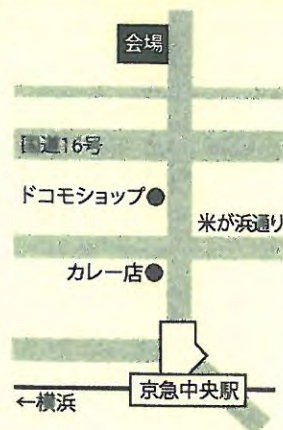 会場
国道16号
ドコモショップ
米が浜通り
カレー店
京急中央駅
←横浜